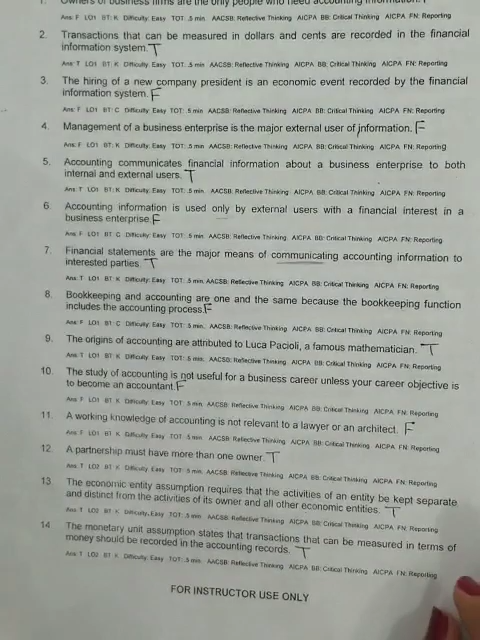 1. Owners of business firms are the only people who need accounting information. F
Ans: F LO1 BT: K Difficulty: Easy TOT: .5 min AACSB: Reflective Thinking AICPA BB: Critical Thinking AICPA FN: Reporting
2. Transactions that can be measured in dollars and cents are recorded in the financial
information system. T
Ans: T LO1 BT: K Difficulty: Easy TOT: .5 min. AACSB: Reflective Thinking AICPA BB: Critical Thinking AICPA FN: Reporting
3. The hiring of a new company president is an economic event recorded by the financial
information system. F
Ans: F LO1 BT: C Difficulty: Easy TOT: .5 min. AACSB: Reflective Thinking AICPA BB: Critical Thinking AICPA FN: Reporting
4. Management of a business enterprise is the major external user of information. F
Ans: F LO1 BT: K Difficulty: Easy TOT: .5 min. AACSB: Reflective Thinking AICPA BB: Critical Thinking AICPA FN: Reporting
5. Accounting communicates financial information about a business enterprise to both
internal and external users. T
Ans: T LO1 BT: K Difficulty: Easy TOT: .5 min. AACSB: Reflective Thinking AICPA BB: Critical Thinking AICPA FN: Reporting
6. Accounting information is used only by external users with a financial interest in a
business enterprise. F
Ans: F LO1 BT: C Difficulty: Easy TOT: .5 min. AACSB: Reflective Thinking AICPA BB: Critical Thinking AICPA FN: Reporting
7. Financial statements are the major means of communicating accounting information to
interested parties. T
Ans: T LO1 BT: K Difficulty: Easy TOT: .5 min. AACSB: Reflective Thinking AICPA BB: Critical Thinking AICPA FN: Reporting
8. Bookkeeping and accounting are one and the same because the bookkeeping function
includes the accounting process. F
Ans: F LO1 BT: C Difficulty: Easy TOT: .5 min. AACSB: Reflective Thinking AICPA BB: Critical Thinking AICPA FN: Reporting
9. The origins of accounting are attributed to Luca Pacioli, a famous mathematician. T
Ans: T LO1 BT: K Difficulty: Easy TOT: .5 min. AACSB: Reflective Thinking AICPA BB: Critical Thinking AICPA FN: Reporting
10. The study of accounting is not useful for a business career unless your career objective is
to become an accountant. F
Ans: F LO1 BT: K Difficulty: Easy TOT: .5 min. AACSB: Reflective Thinking AICPA BB: Critical Thinking AICPA FN: Reporting
11. A working knowledge of accounting is not relevant to a lawyer or an architect. F
Ans: F LO1 BT: K Difficulty: Easy TOT: .5 min. AACSB: Reflective Thinking AICPA BB: Critical Thinking AICPA FN: Reporting
12. A partnership must have more than one owner. T
Ans: T LO2 BT: K Difficulty: Easy TOT: .5 min. AACSB: Reflective Thinking AICPA BB: Critical Thinking AICPA FN: Reporting
13. The economic entity assumption requires that the activities of an entity be kept separate
and distinct from the activities of its owner and all other economic entities. T
Ans: T LO2 BT: K Difficulty: Easy TOT: .5 min. AACSB: Reflective Thinking AICPA BB: Critical Thinking AICPA FN: Reporting
14. The monetary unit assumption states that transactions that can be measured in terms of
money should be recorded in the accounting records. T
Ans: T LO2 BT: K Difficulty: Easy TOT: .5 min. AACSB: Reflective Thinking AICPA BB: Critical Thinking AICPA FN: Reporting
FOR INSTRUCTOR USE ONLY